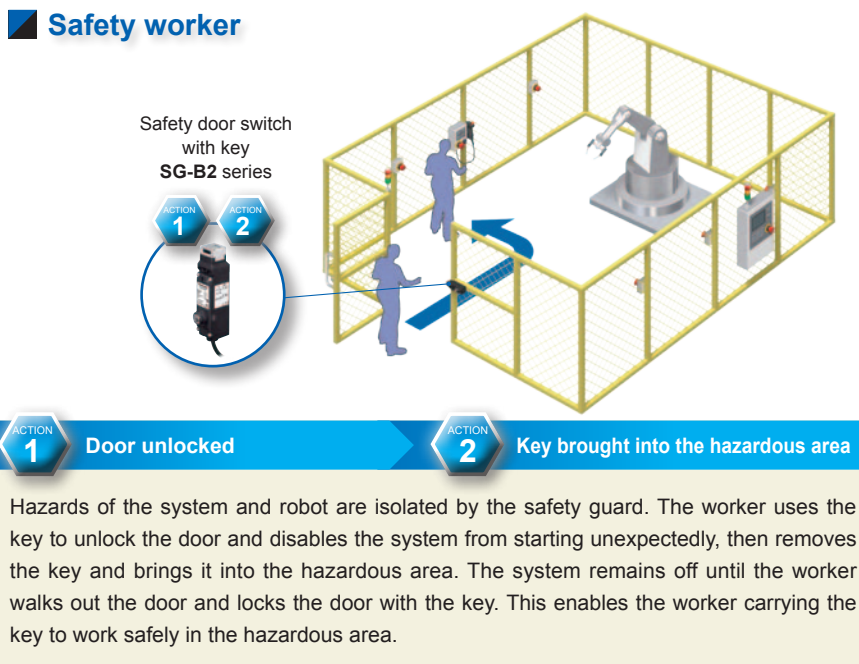 Safety worker
Safety door switch
with key
SG-B2 series
ACTION
1
ACTION
2
ACTION
1
Door unlocked
ACTION
2
Key brought into the hazardous area
Hazards of the system and robot are isolated by the safety guard. The worker uses the
key to unlock the door and disables the system from starting unexpectedly, then removes
the key and brings it into the hazardous area. The system remains off until the worker
walks out the door and locks the door with the key. This enables the worker carrying the
key to work safely in the hazardous area.